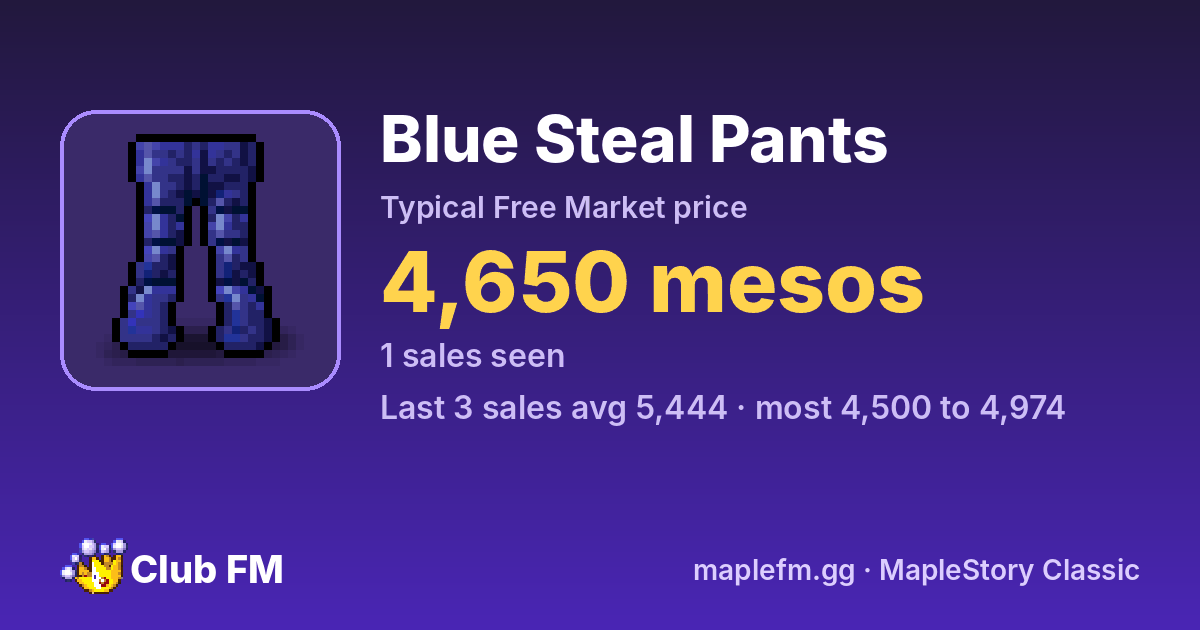 Blue Steal Pants
Typical Free Market price
4,650 mesos
1 sales seen
Last 3 sales avg 5,444 · most 4,500 to 4,974
Club FM
maplefm.gg · MapleStory Classic